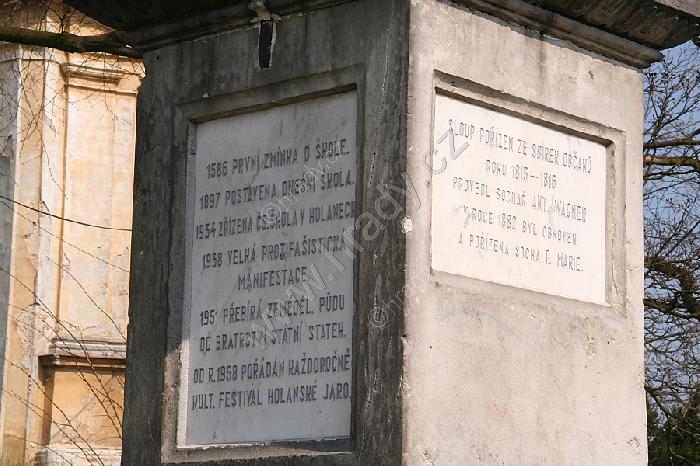 1586 PRVNÍ ZMÍNKA O ŠKOLE.
1897 POSTAVENA DNEŠNÍ ŠKOLA.
1934 ZŘÍZENA ŠKOLA V HOLANECH
1938 VELKÁ PROTIFAŠISTICKÁ
MANIFESTACE.
PŘEBÍRÁ ZEMĚDĚL. PŮDU
OD BRATRSTVÍ STÁTNÍ STATEK.
OD R.1958 POŘÁDÁN KAŽDOROČNĚ
KULT. FESTIVAL HOLANSKÉ JARO.
SLOUP POŘÍZEN ZE SBÍREK OBČANŮ
ROKU 1815–1816
PROVEDL SOCHAŘ ANT. WAGNER
V ROCE 1882 BYL OBNOVEN
A POŘÍZENA SOCHA P. MARIE.
www.hrady.cz